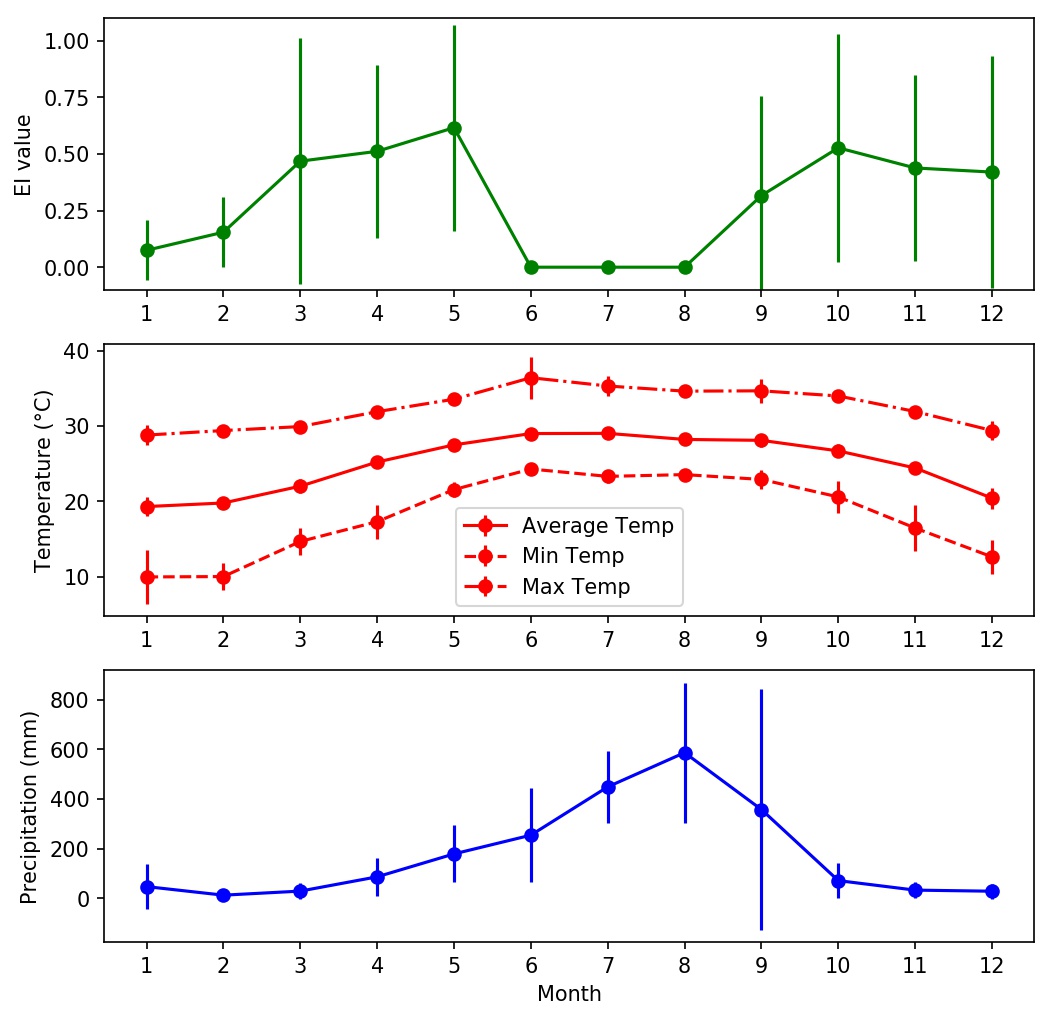 EI value
1.00
0.75
0.50
0.25
0.00
1 2 3 4 5 6 7 8 9 10 11 12
Temperature (°C)
40
30
20
10
Average Temp
Min Temp
Max Temp
1 2 3 4 5 6 7 8 9 10 11 12
Precipitation (mm)
800
600
400
200
0
1 2 3 4 5 6 7 8 9 10 11 12
Month